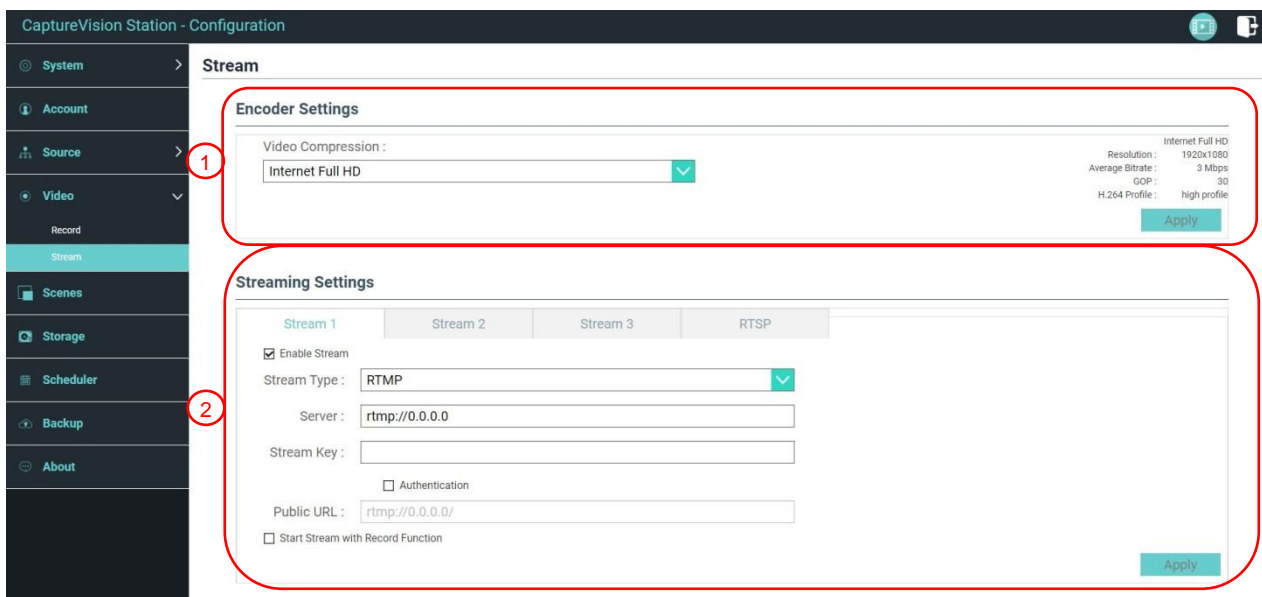 CaptureVision Station - Configuration
System
Account
Source
Video
Record
Stream
Scenes
Storage
Scheduler
Backup
About
Stream
1
Encoder Settings
Video Compression :
Internet Full HD
Internet Full HD
Resolution : 1920x1080
Average Bitrate : 3 Mbps
GOP : 30
H.264 Profile : high profile
Apply
2
Streaming Settings
Stream 1 Stream 2 Stream 3 RTSP
Enable Stream
Stream Type : RTMP
Server : rtmp://0.0.0.0
Stream Key :
Authentication
Public URL : rtmp://0.0.0.0/
Start Stream with Record Function
Apply